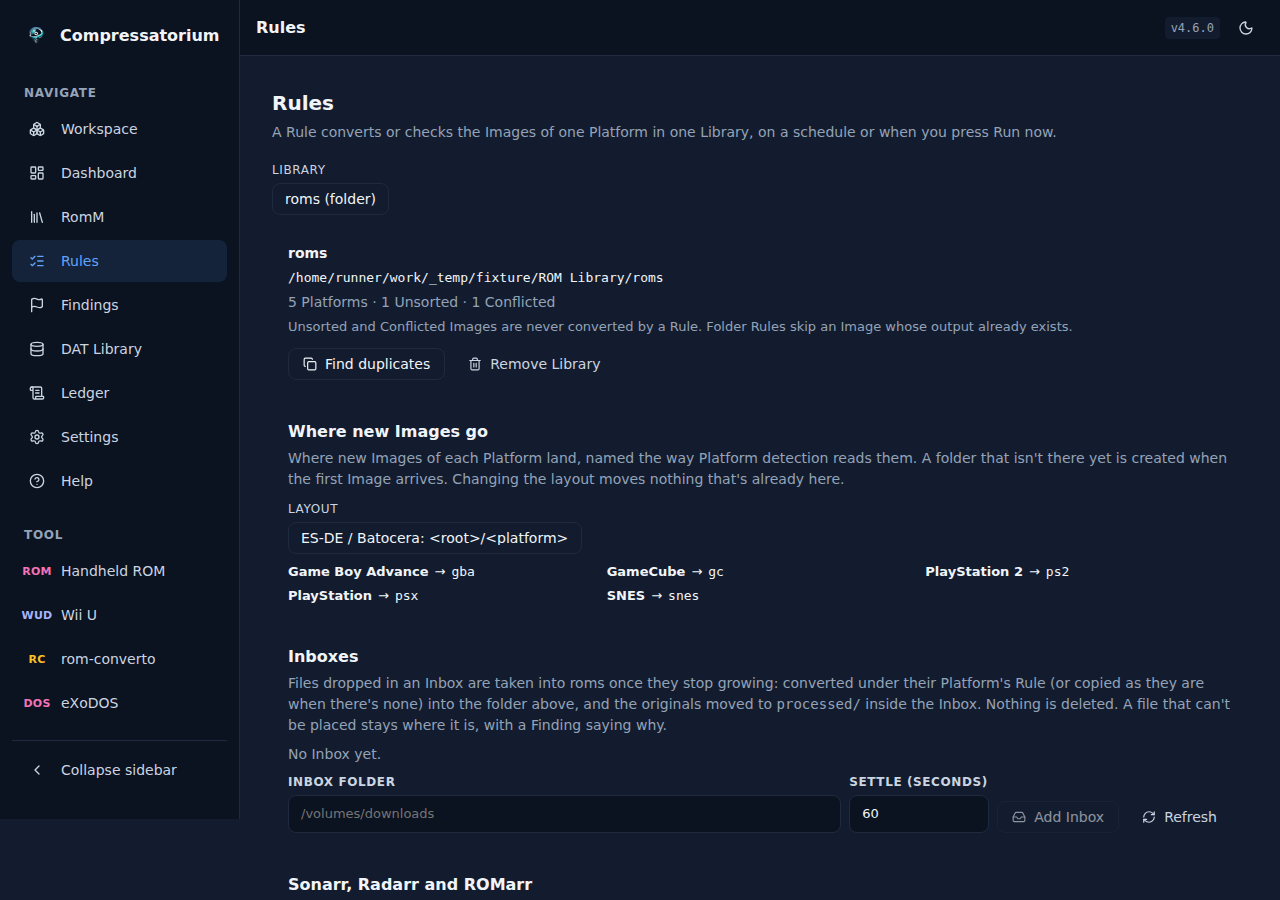 Compressatorium
Rules
v4.6.0
NAVIGATE
Workspace
Dashboard
RomM
Rules
Findings
DAT Library
Ledger
Settings
Help
TOOL
ROM Handheld ROM
WUD Wii U
RC rom-converto
DOS eXoDOS
Collapse sidebar
Rules
A Rule converts or checks the Images of one Platform in one Library, on a schedule or when you press Run now.
LIBRARY
roms (folder)
roms
/home/runner/work/_temp/fixture/ROM Library/roms
5 Platforms · 1 Unsorted · 1 Conflicted
Unsorted and Conflicted Images are never converted by a Rule. Folder Rules skip an Image whose output already exists.
Find duplicates Remove Library
Where new Images go
Where new Images of each Platform land, named the way Platform detection reads them. A folder that isn't there yet is created when
the first Image arrives. Changing the layout moves nothing that's already here.
LAYOUT
ES-DE / Batocera: <root>/<platform>
Game Boy Advance → gba GameCube → gc PlayStation 2 → ps2
PlayStation → psx SNES → snes
Inboxes
Files dropped in an Inbox are taken into roms once they stop growing: converted under their Platform's Rule (or copied as they are
when there's none) into the folder above, and the originals moved to processed/ inside the Inbox. Nothing is deleted. A file that can't
be placed stays where it is, with a Finding saying why.
No Inbox yet.
INBOX FOLDER SETTLE (SECONDS)
/volumes/downloads 60 Add Inbox Refresh
Sonarr, Radarr and ROMarr